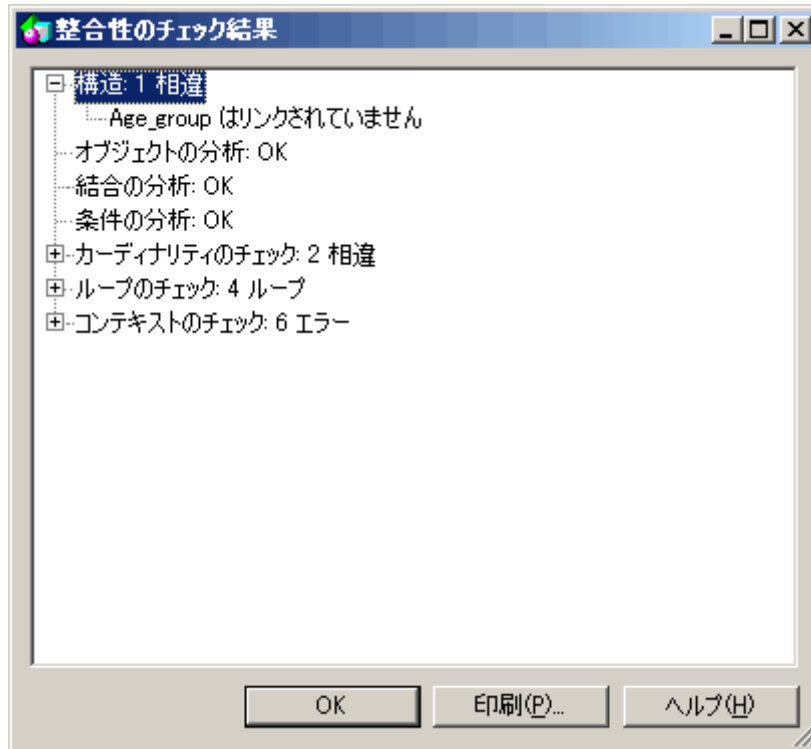 整合性のチェック結果
構造: 1 相違
Age_group はリンクされていません
オブジェクトの分析: OK
結合の分析: OK
条件の分析: OK
カーディナリティのチェック: 2 相違
ループのチェック: 4 ループ
コンテキストのチェック: 6 エラー
OK 印刷(P)... ヘルプ(H)